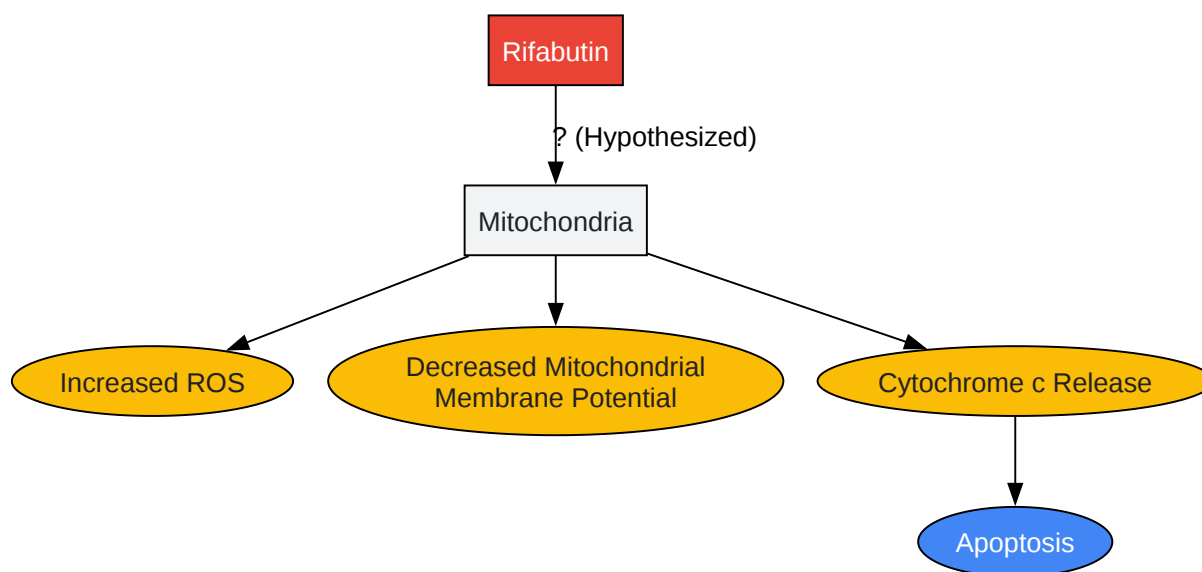 Rifabutin
? (Hypothesized)
Mitochondria
Increased ROS
Decreased Mitochondrial
Membrane Potential
Cytochrome c Release
Apoptosis